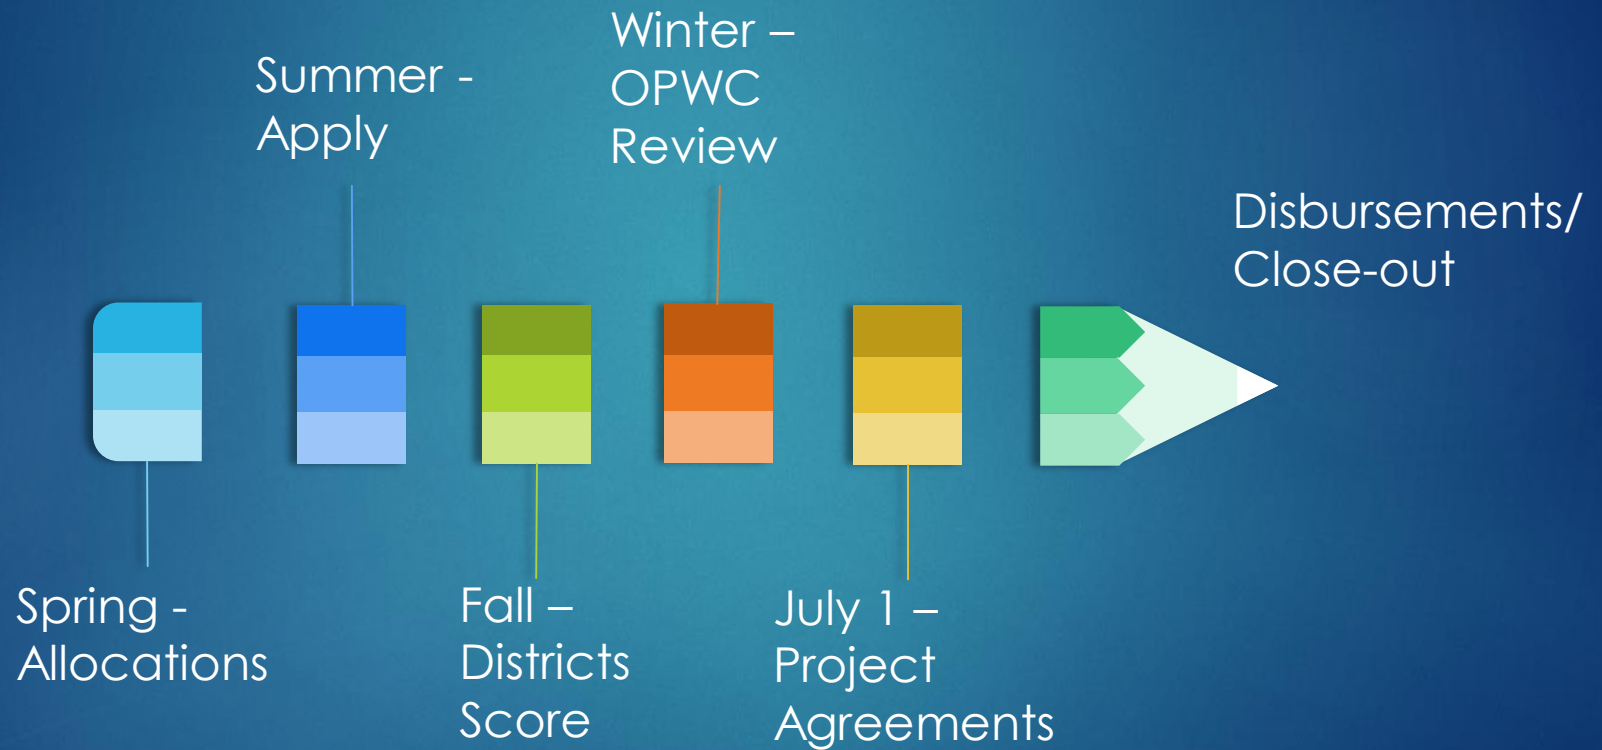 Spring -
Allocations
Summer -
Apply
Fall –
Districts
Score
Winter –
OPWC
Review
July 1 –
Project
Agreements
Disbursements/
Close-out